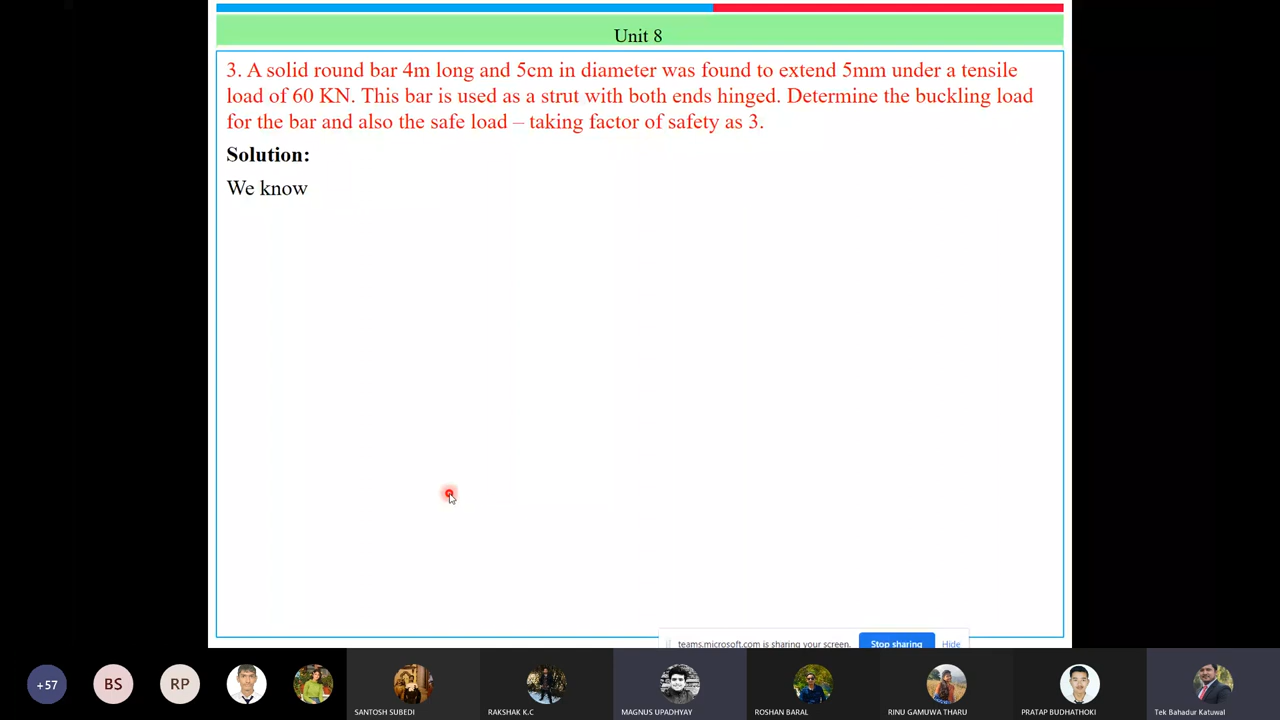 Unit 8
3. A solid round bar 4m long and 5cm in diameter was found to extend 5mm under a tensile
load of 60 KN. This bar is used as a strut with both ends hinged. Determine the buckling load
for the bar and also the safe load – taking factor of safety as 3.
Solution:
We know
teams.microsoft.com is sharing your screen.
Stop sharing
Hide
+57
BS
RP
SANTOSH SUBEDI
RAKSHAK K.C
MAGNUS UPADHYAY
ROSHAN BARAL
RINU GAMUWA THARU
PRATAP BUDHATHOKI
Tek Bahadur Katuwal